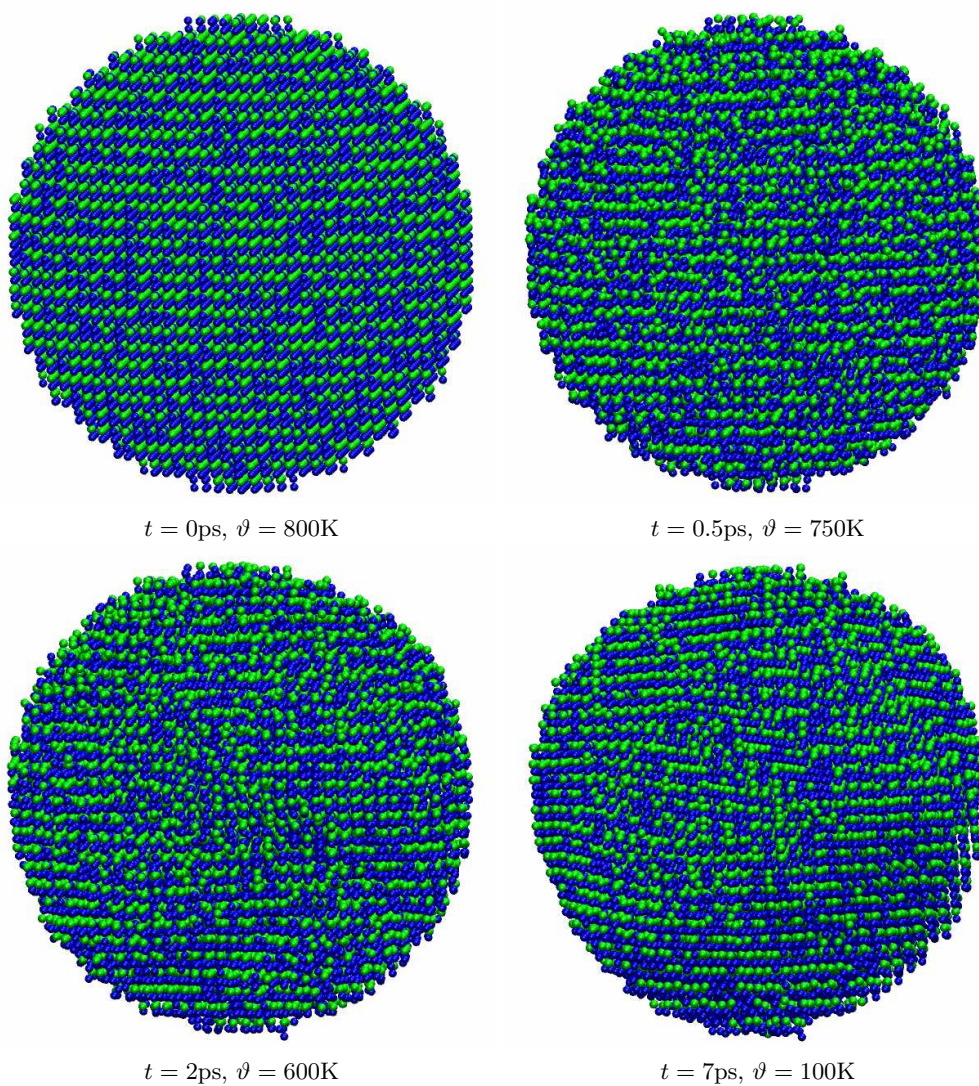 t = 0ps, ϑ = 800K
t = 0.5ps, ϑ = 750K
t = 2ps, ϑ = 600K
t = 7ps, ϑ = 100K